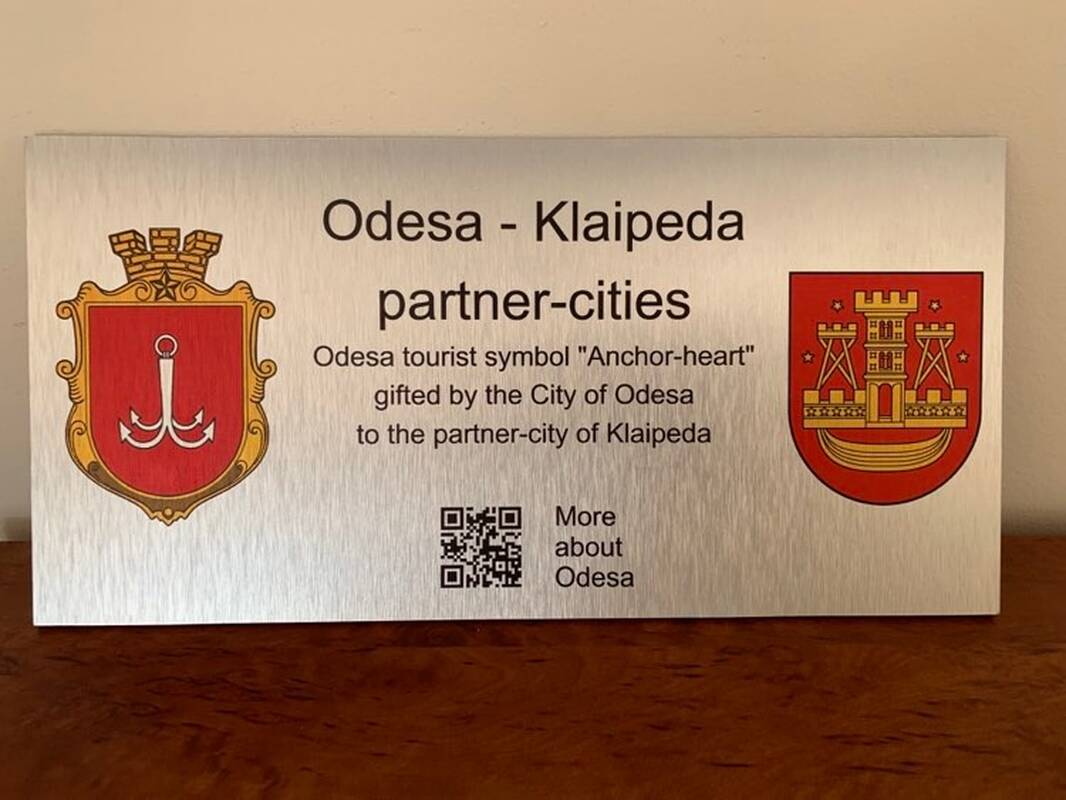 Odesa - Klaipeda
partner-cities
Odesa tourist symbol "Anchor-heart"
gifted by the City of Odesa
to the partner-city of Klaipeda
More
about
Odesa